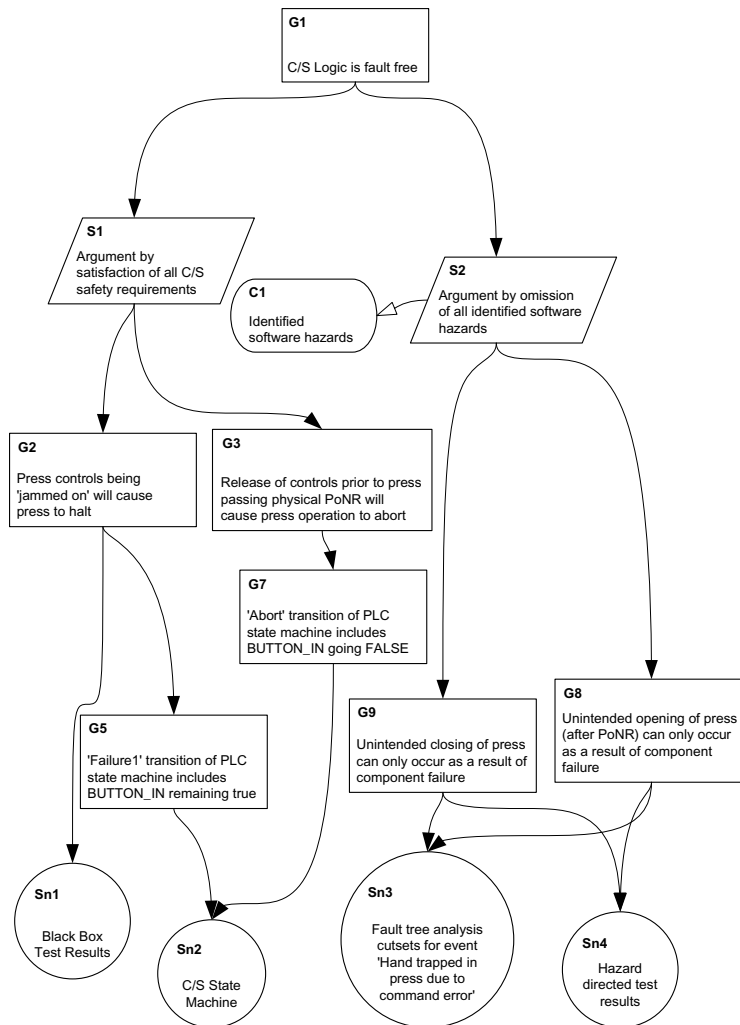 G1
C/S Logic is fault free
S1
Argument by
satisfaction of all C/S
safety requirements
S2
Argument by omission
of all identified software
hazards
C1
Identified
software hazards
G2
Press controls being
'jammed on' will cause
press to halt
G3
Release of controls prior to press
passing physical PoNR will
cause press operation to abort
G7
'Abort' transition of PLC
state machine includes
BUTTON_IN going FALSE
G5
'Failure1' transition of PLC
state machine includes
BUTTON_IN remaining true
G9
Unintended closing of press
can only occur as a result of
component failure
G8
Unintended opening of press
(after PoNR) can only occur
as a result of component
failure
Sn1
Black Box
Test Results
Sn2
C/S State
Machine
Sn3
Fault tree analysis
cutsets for event
'Hand trapped in
press due to
command error'
Sn4
Hazard
directed test
results